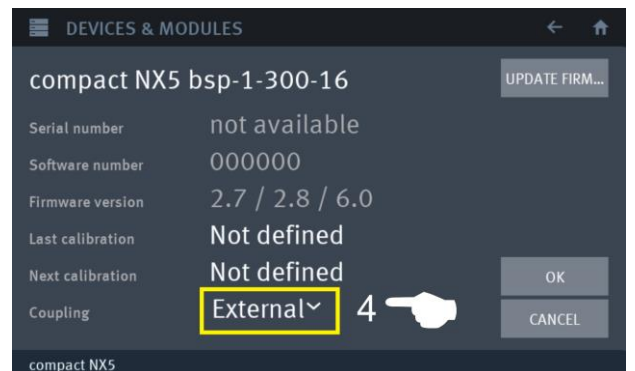 DEVICES & MODULES
compact NX5 bsp-1-300-16
UPDATE FIRM...
Serial number not available
Software number 000000
Firmware version 2.7 / 2.8 / 6.0
Last calibration Not defined
Next calibration Not defined
OK
Coupling External 4
CANCEL
compact NX5